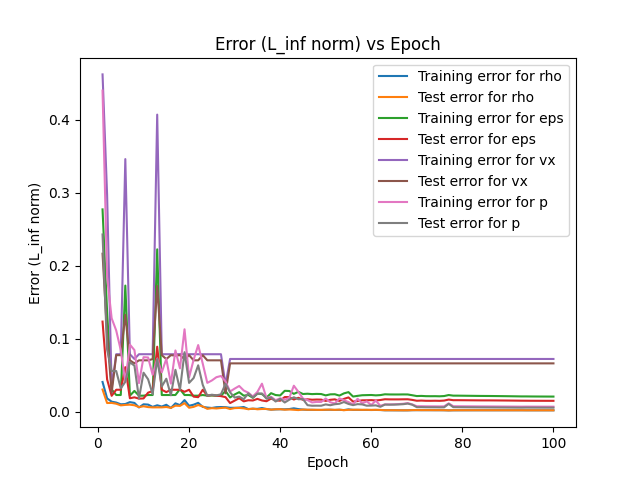 Error (L_inf norm) vs Epoch
Error (L_inf norm)
0.4
0.3
0.2
0.1
0.0
Training error for rho
Test error for rho
Training error for eps
Test error for eps
Training error for vx
Test error for vx
Training error for p
Test error for p
0 20 40 60 80 100
Epoch